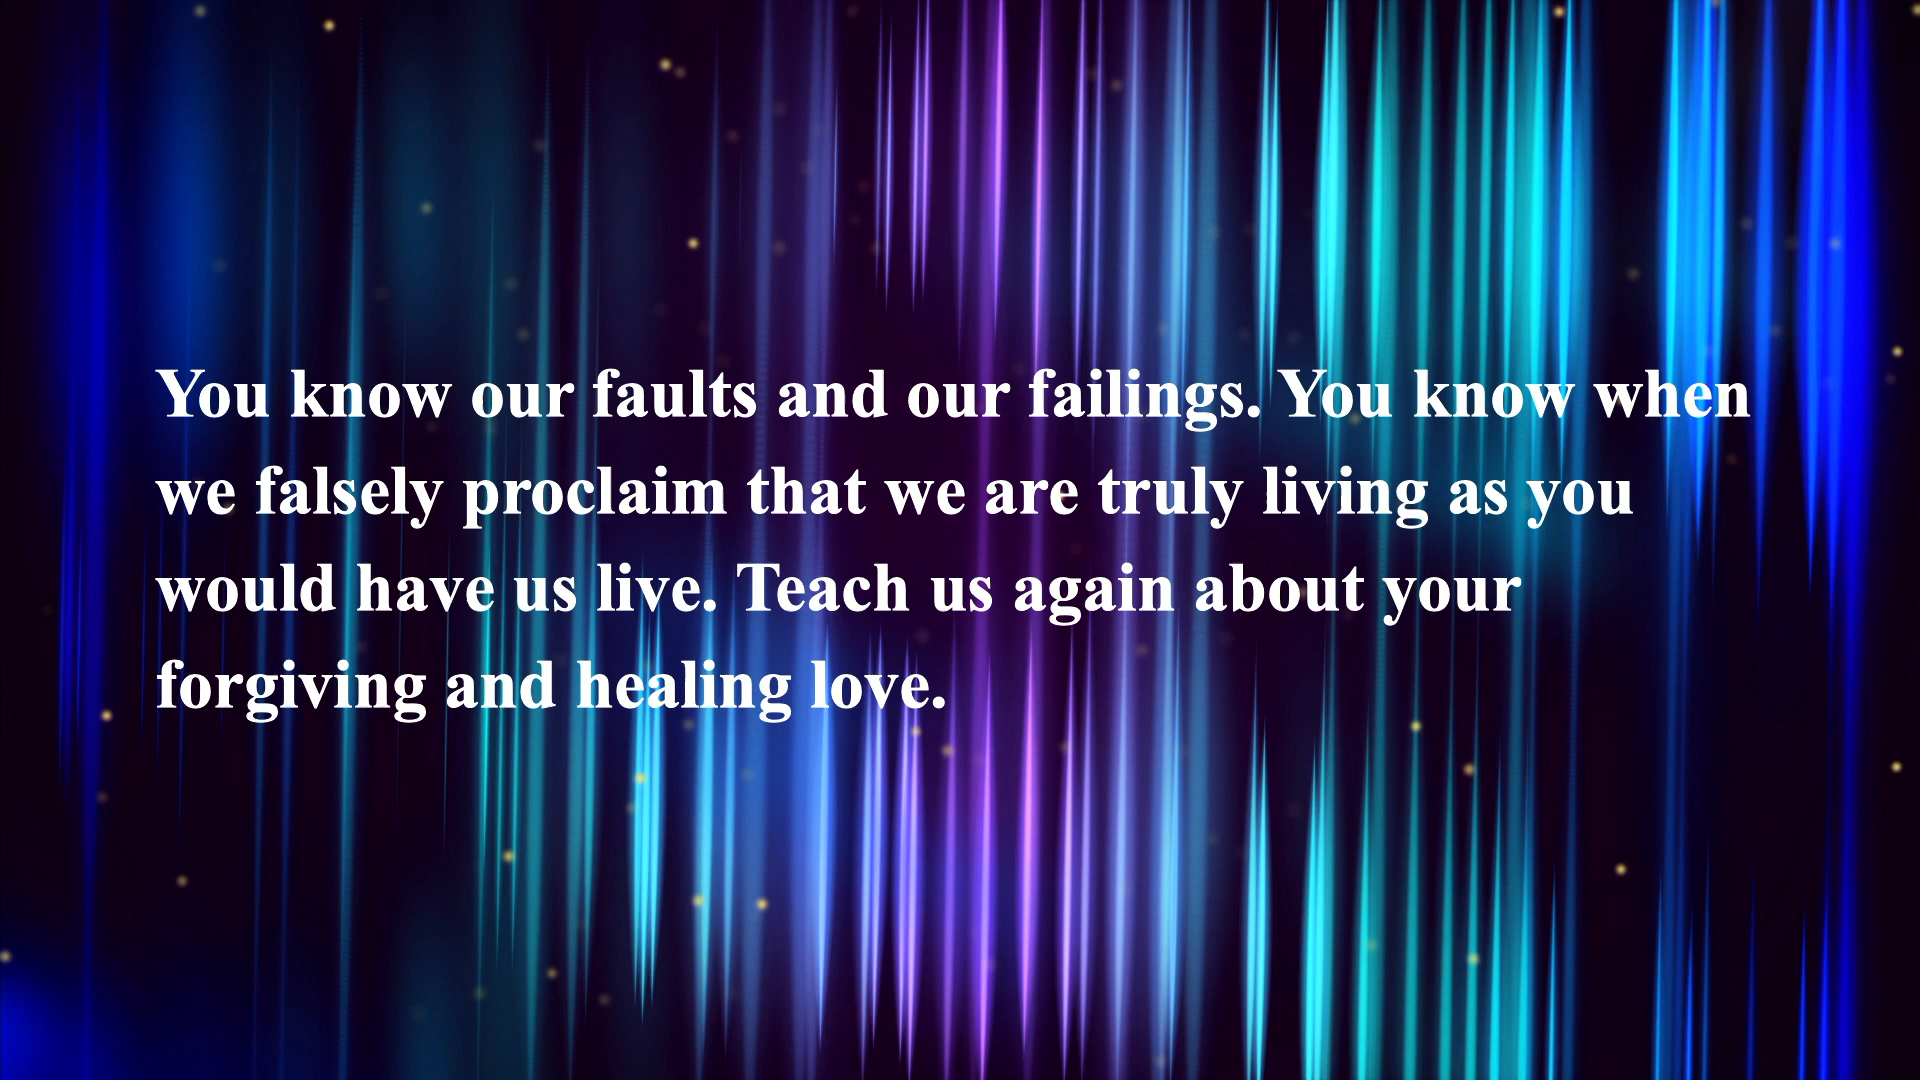 You know our faults and our failings. You know when
we falsely proclaim that we are truly living as you
would have us live. Teach us again about your
forgiving and healing love.